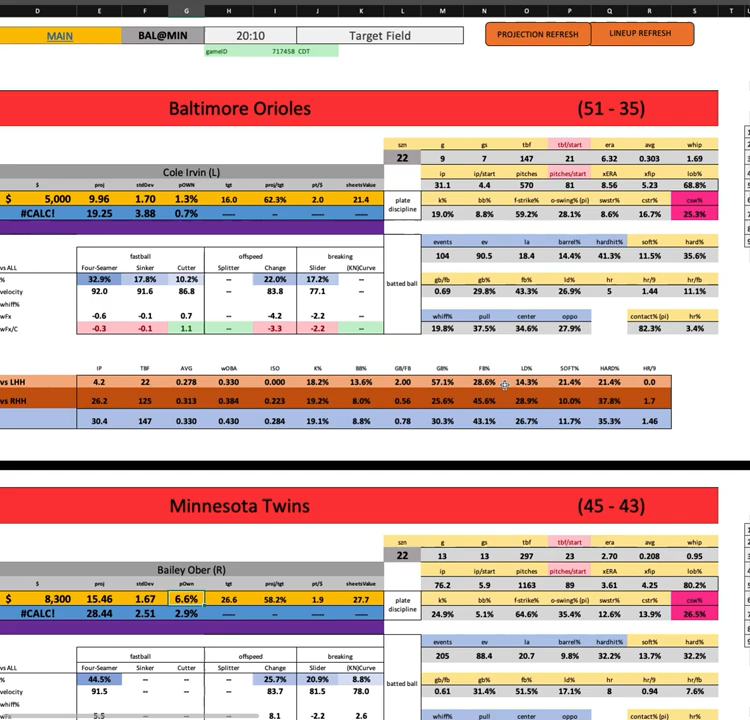 D E F G H I J K L M N O P Q R S T U
MAIN BAL@MIN 20:10 Target Field PROJECTION REFRESH LINEUP REFRESH
gameID 717458 CDT
Baltimore Orioles (51 - 35)
szn g gs tbf tbf/start era avg whip
22 9 7 147 21 6.32 0.303 1.69
Cole Irvin (L) ip ip/start pitches pitches/start xERA xfip lob%
$ proj stdDev pOWN tgt proj/tgt pt/$ sheetsValue 31.1 4.4 570 81 8.56 5.23 68.8%
$ 5,000 9.96 1.70 1.3% 16.0 62.3% 2.0 21.4 plate discipline k% bb% f-strike% o-swing% (pi) swstr% cstr% csw%
#CALC! 19.25 3.88 0.7% ---- -- ---- -- 19.0% 8.8% 59.2% 28.1% 8.6% 16.7% 25.3%
events ev la barrel% hardhit% soft% hard%
fastball offspeed breaking 104 90.5 18.4 14.4% 41.3% 11.5% 35.6%
vs ALL Four-Seamer Sinker Cutter Splitter Change Slider (KN)Curve
% 32.9% 17.8% 10.2% -- 22.0% 17.2% -- batted ball gb/fb gb% fb% ld% hr hr/9 hr/fb
velocity 92.0 91.6 86.8 -- 83.8 77.1 -- 0.69 29.8% 43.3% 26.9% 5 1.44 11.1%
whiff%
wFx -0.6 -0.1 0.7 -- -4.2 -2.2 -- whiff% pull center oppo contact% (pi) hr%
wFx/C -0.3 -0.1 1.1 -- -3.3 -2.2 -- 19.8% 37.5% 34.6% 27.9% 82.3% 3.4%
IP TBF AVG wOBA ISO K% BB% GB/FB GB% FB% LD% SOFT% HARD% HR/9
vs LHH 4.2 22 0.278 0.330 0.000 18.2% 13.6% 2.00 57.1% 28.6% 14.3% 21.4% 21.4% 0.0
vs RHH 26.2 125 0.313 0.384 0.223 19.2% 8.0% 0.56 25.6% 45.6% 28.9% 10.0% 37.8% 1.7
30.4 147 0.330 0.430 0.284 19.1% 8.8% 0.78 30.3% 43.1% 26.7% 11.7% 35.3% 1.46
Minnesota Twins (45 - 43)
szn g gs tbf tbf/start era avg whip
22 13 13 297 23 2.70 0.208 0.95
Bailey Ober (R) ip ip/start pitches pitches/start xERA xfip lob%
$ proj stdDev pOwn tgt proj/tgt pt/$ sheetsValue 76.2 5.9 1163 89 3.61 4.25 80.2%
$ 8,300 15.46 1.67 6.6% 26.6 58.2% 1.9 27.7 plate discipline k% bb% f-strike% o-swing% (pi) swstr% cstr% csw%
#CALC! 28.44 2.51 2.9% ---- -- ---- -- 24.9% 5.1% 64.6% 35.4% 12.6% 13.9% 26.5%
events ev la barrel% hardhit% soft% hard%
fastball offspeed breaking 205 88.4 20.7 9.8% 32.2% 13.7% 32.2%
vs ALL Four-Seamer Sinker Cutter Splitter Change Slider (KN)Curve
% 44.5% -- -- -- 25.7% 20.9% 8.8% batted ball gb/fb gb% fb% ld% hr hr/9 hr/fb
velocity 91.5 -- -- -- 83.7 81.5 78.0 0.61 31.4% 51.5% 17.1% 8 0.94 7.6%
whiff%
wFx 5.5 -- -- -- 8.1 -2.2 2.6 whiff% pull center oppo contact% (pi) hr%